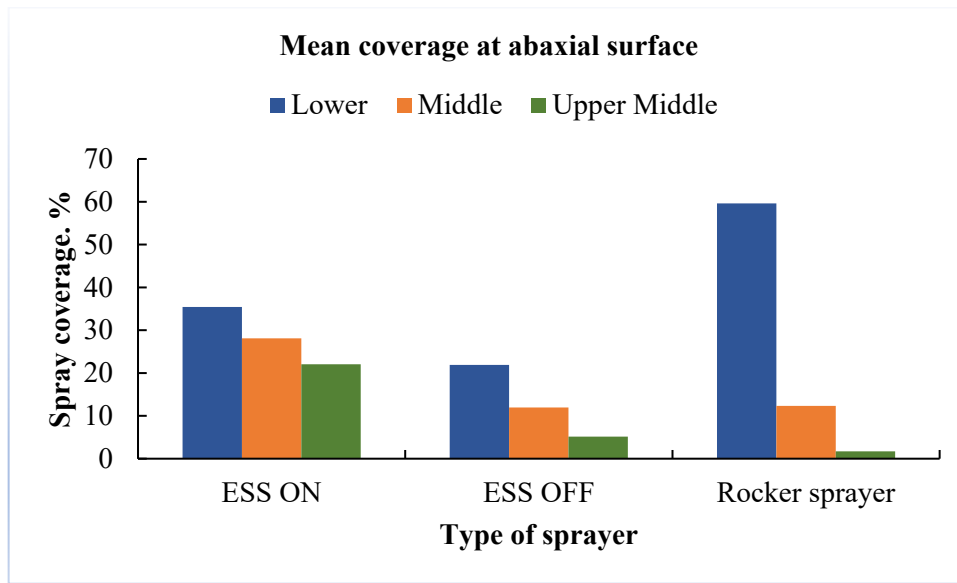 Mean coverage at abaxial surface
Lower Middle Upper Middle
70
60
50
40
30
20
10
0
Spray coverage. %
ESS ON ESS OFF Rocker sprayer
Type of sprayer